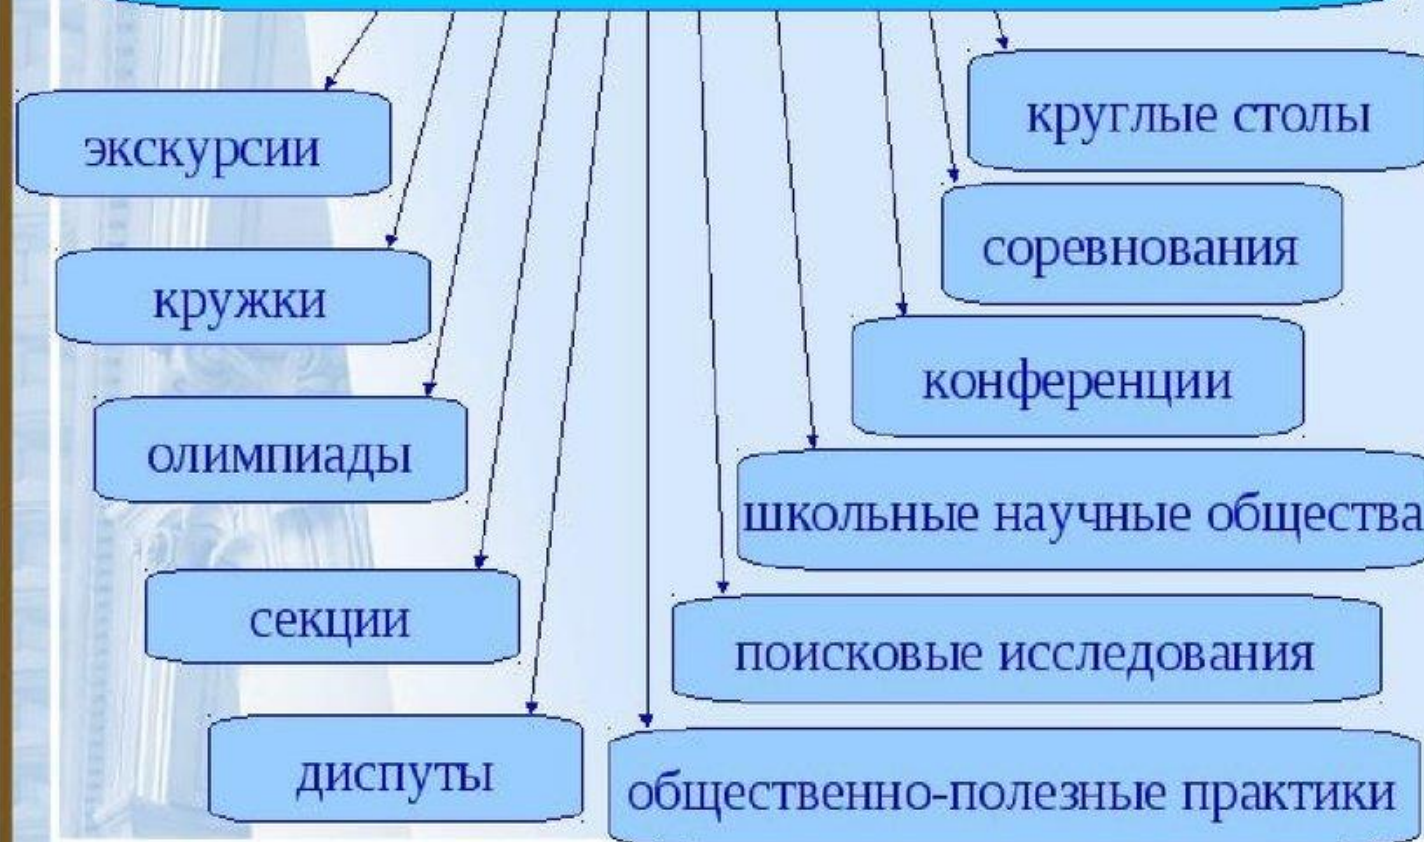 экскурсии
кружки
олимпиады
секции
диспуты
круглые столы
соревнования
конференции
школьные научные общества
поисковые исследования
общественно-полезные практики